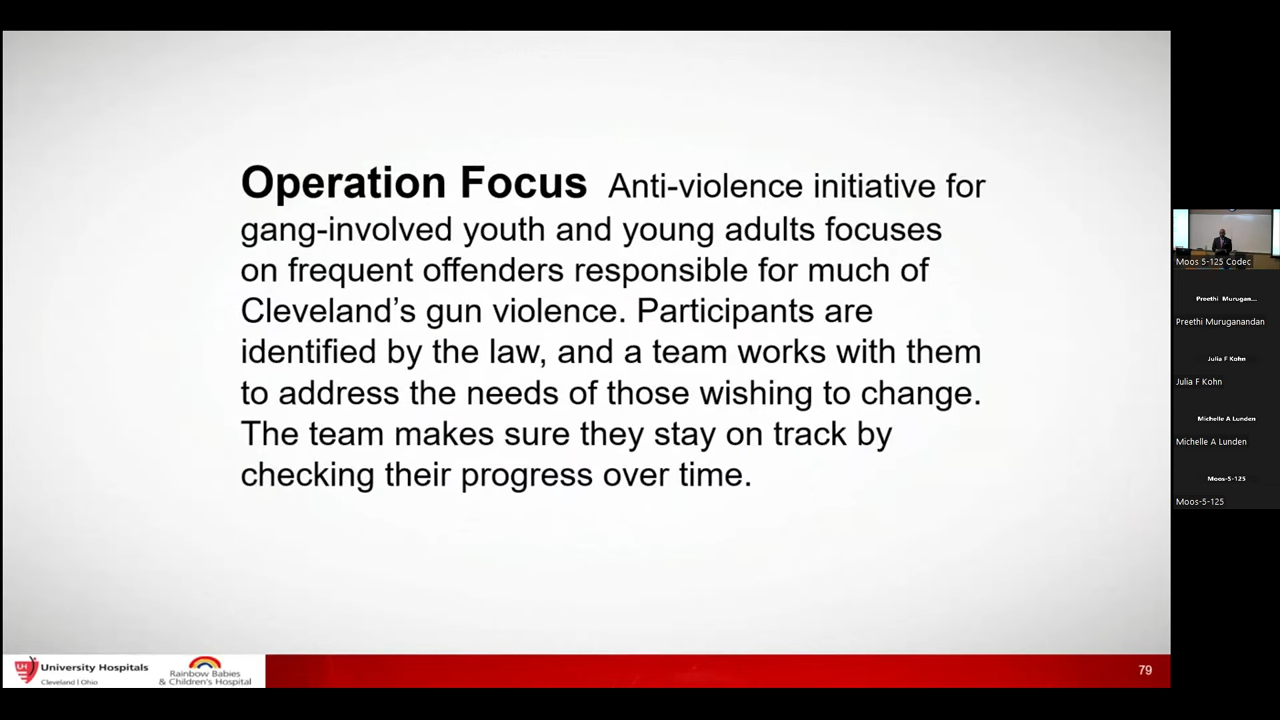 Operation Focus Anti-violence initiative for
gang-involved youth and young adults focuses
on frequent offenders responsible for much of
Cleveland’s gun violence. Participants are
identified by the law, and a team works with them
to address the needs of those wishing to change.
The team makes sure they stay on track by
checking their progress over time.
UH
University Hospitals
Cleveland | Ohio
Rainbow Babies
& Children's Hospital
79
Moos 5-125 Codec
Preethi Murugan...
Preethi Muruganandan
Julia F Kohn
Julia F Kohn
Michelle A Lunden
Michelle A Lunden
Moos-5-125
Moos-5-125